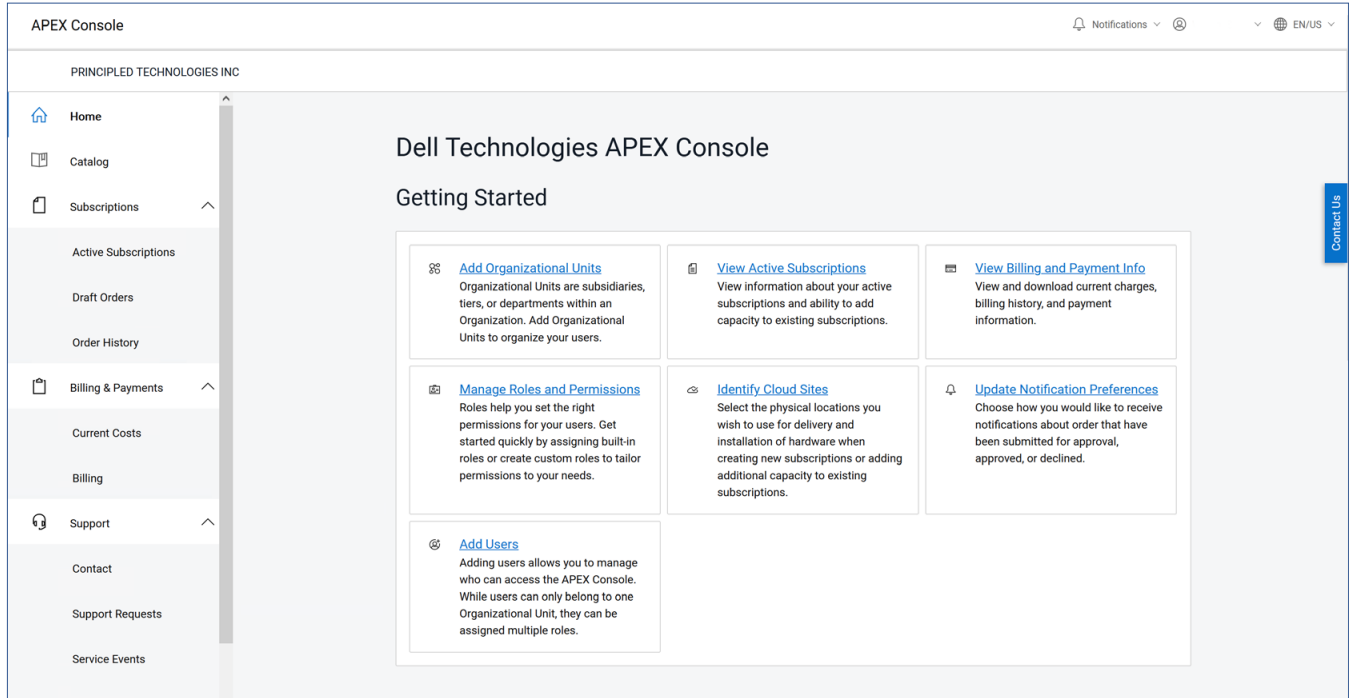 APEX Console
Notifications
EN/US
PRINCIPLED TECHNOLOGIES INC
Home
Catalog
Subscriptions
Active Subscriptions
Draft Orders
Order History
Billing & Payments
Current Costs
Billing
Support
Contact
Support Requests
Service Events
Dell Technologies APEX Console
Getting Started
Add Organizational Units
Organizational Units are subsidiaries,
tiers, or departments within an
Organization. Add Organizational
Units to organize your users.
View Active Subscriptions
View information about your active
subscriptions and ability to add
capacity to existing subscriptions.
View Billing and Payment Info
View and download current charges,
billing history, and payment
information.
Manage Roles and Permissions
Roles help you set the right
permissions for your users. Get
started quickly by assigning built-in
roles or create custom roles to tailor
permissions to your needs.
Identify Cloud Sites
Select the physical locations you
wish to use for delivery and
installation of hardware when
creating new subscriptions or adding
additional capacity to existing
subscriptions.
Update Notification Preferences
Choose how you would like to receive
notifications about order that have
been submitted for approval,
approved, or declined.
Add Users
Adding users allows you to manage
who can access the APEX Console.
While users can only belong to one
Organizational Unit, they can be
assigned multiple roles.
Contact Us